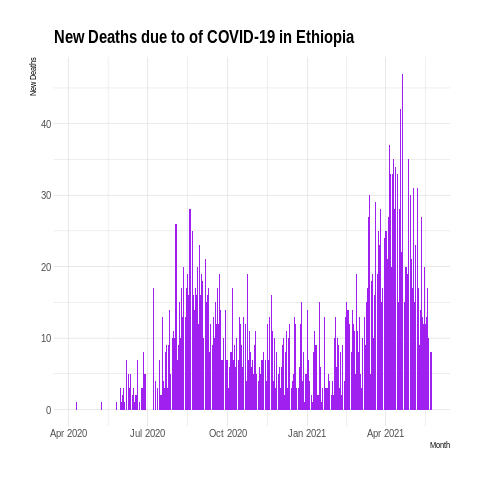 New Deaths due to of COVID-19 in Ethiopia
New Deaths
40
30
20
10
0
Apr 2020 Jul 2020 Oct 2020 Jan 2021 Apr 2021
Month